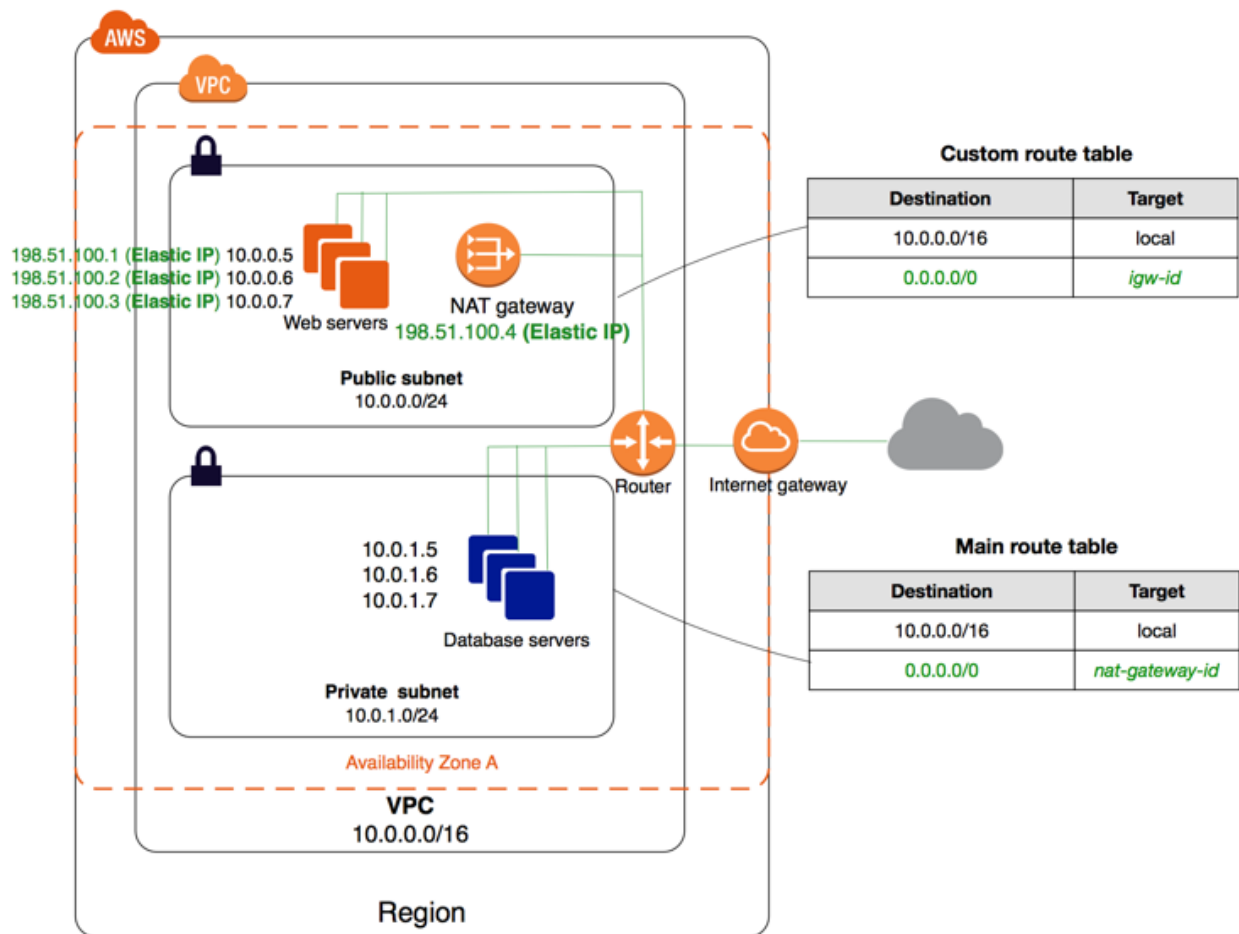 AWS
VPC
Custom route table
Destination Target
10.0.0.0/16 local
0.0.0.0/0 igw-id
198.51.100.1 (Elastic IP) 10.0.0.5
198.51.100.2 (Elastic IP) 10.0.0.6
198.51.100.3 (Elastic IP) 10.0.0.7
Web servers
NAT gateway
198.51.100.4 (Elastic IP)
Public subnet
10.0.0.0/24
Router
Internet gateway
10.0.1.5
10.0.1.6
10.0.1.7
Database servers
Private subnet
10.0.1.0/24
Main route table
Destination Target
10.0.0.0/16 local
0.0.0.0/0 nat-gateway-id
Availability Zone A
VPC
10.0.0.0/16
Region